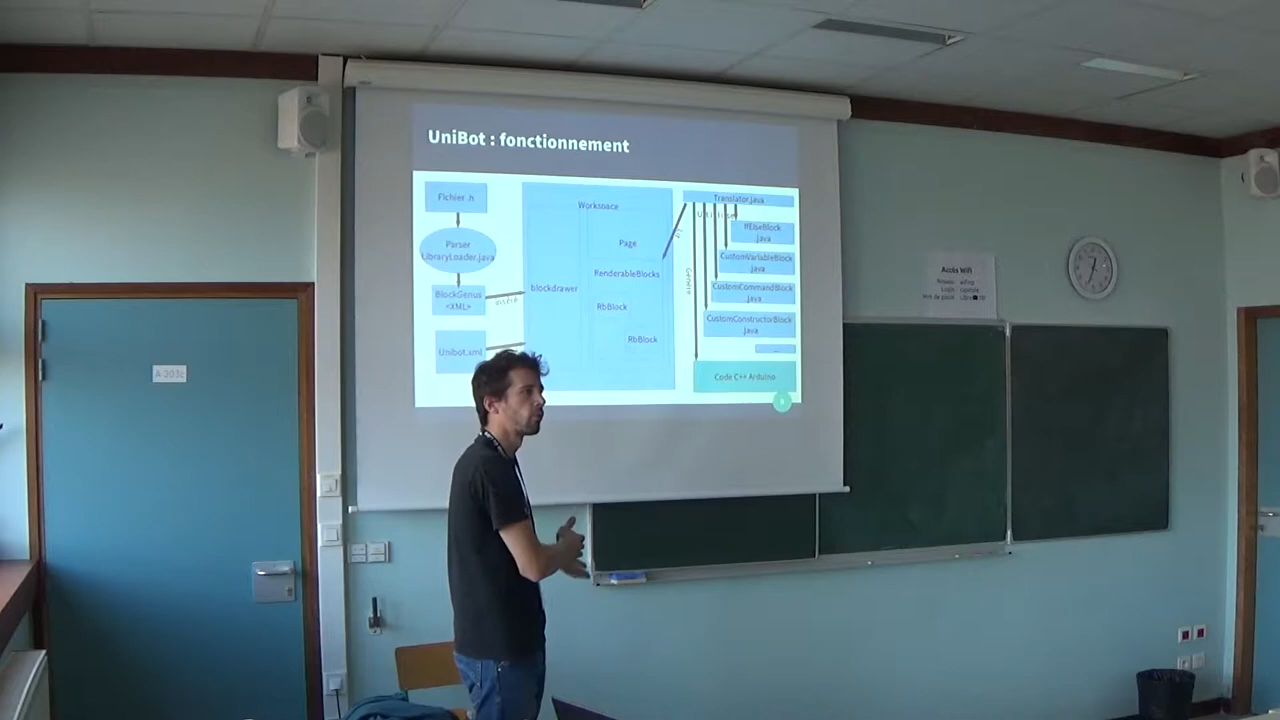 UniBot : fonctionnement
Fichier .h
Parser
LibraryLoader.java
BlockGenus
<XML>
Unibot.xml
Workspace
Page
RenderableBlocks
blockdrawer
RbBlock
RbBlock
Translator.java
Utilise
IfElseBlock
.java
CustomVariableBlock
.java
CustomCommandBlock
.java
CustomConstructorBlock
.java
...
Génère
Code C++ Arduino
A 203c
Accès Wifi